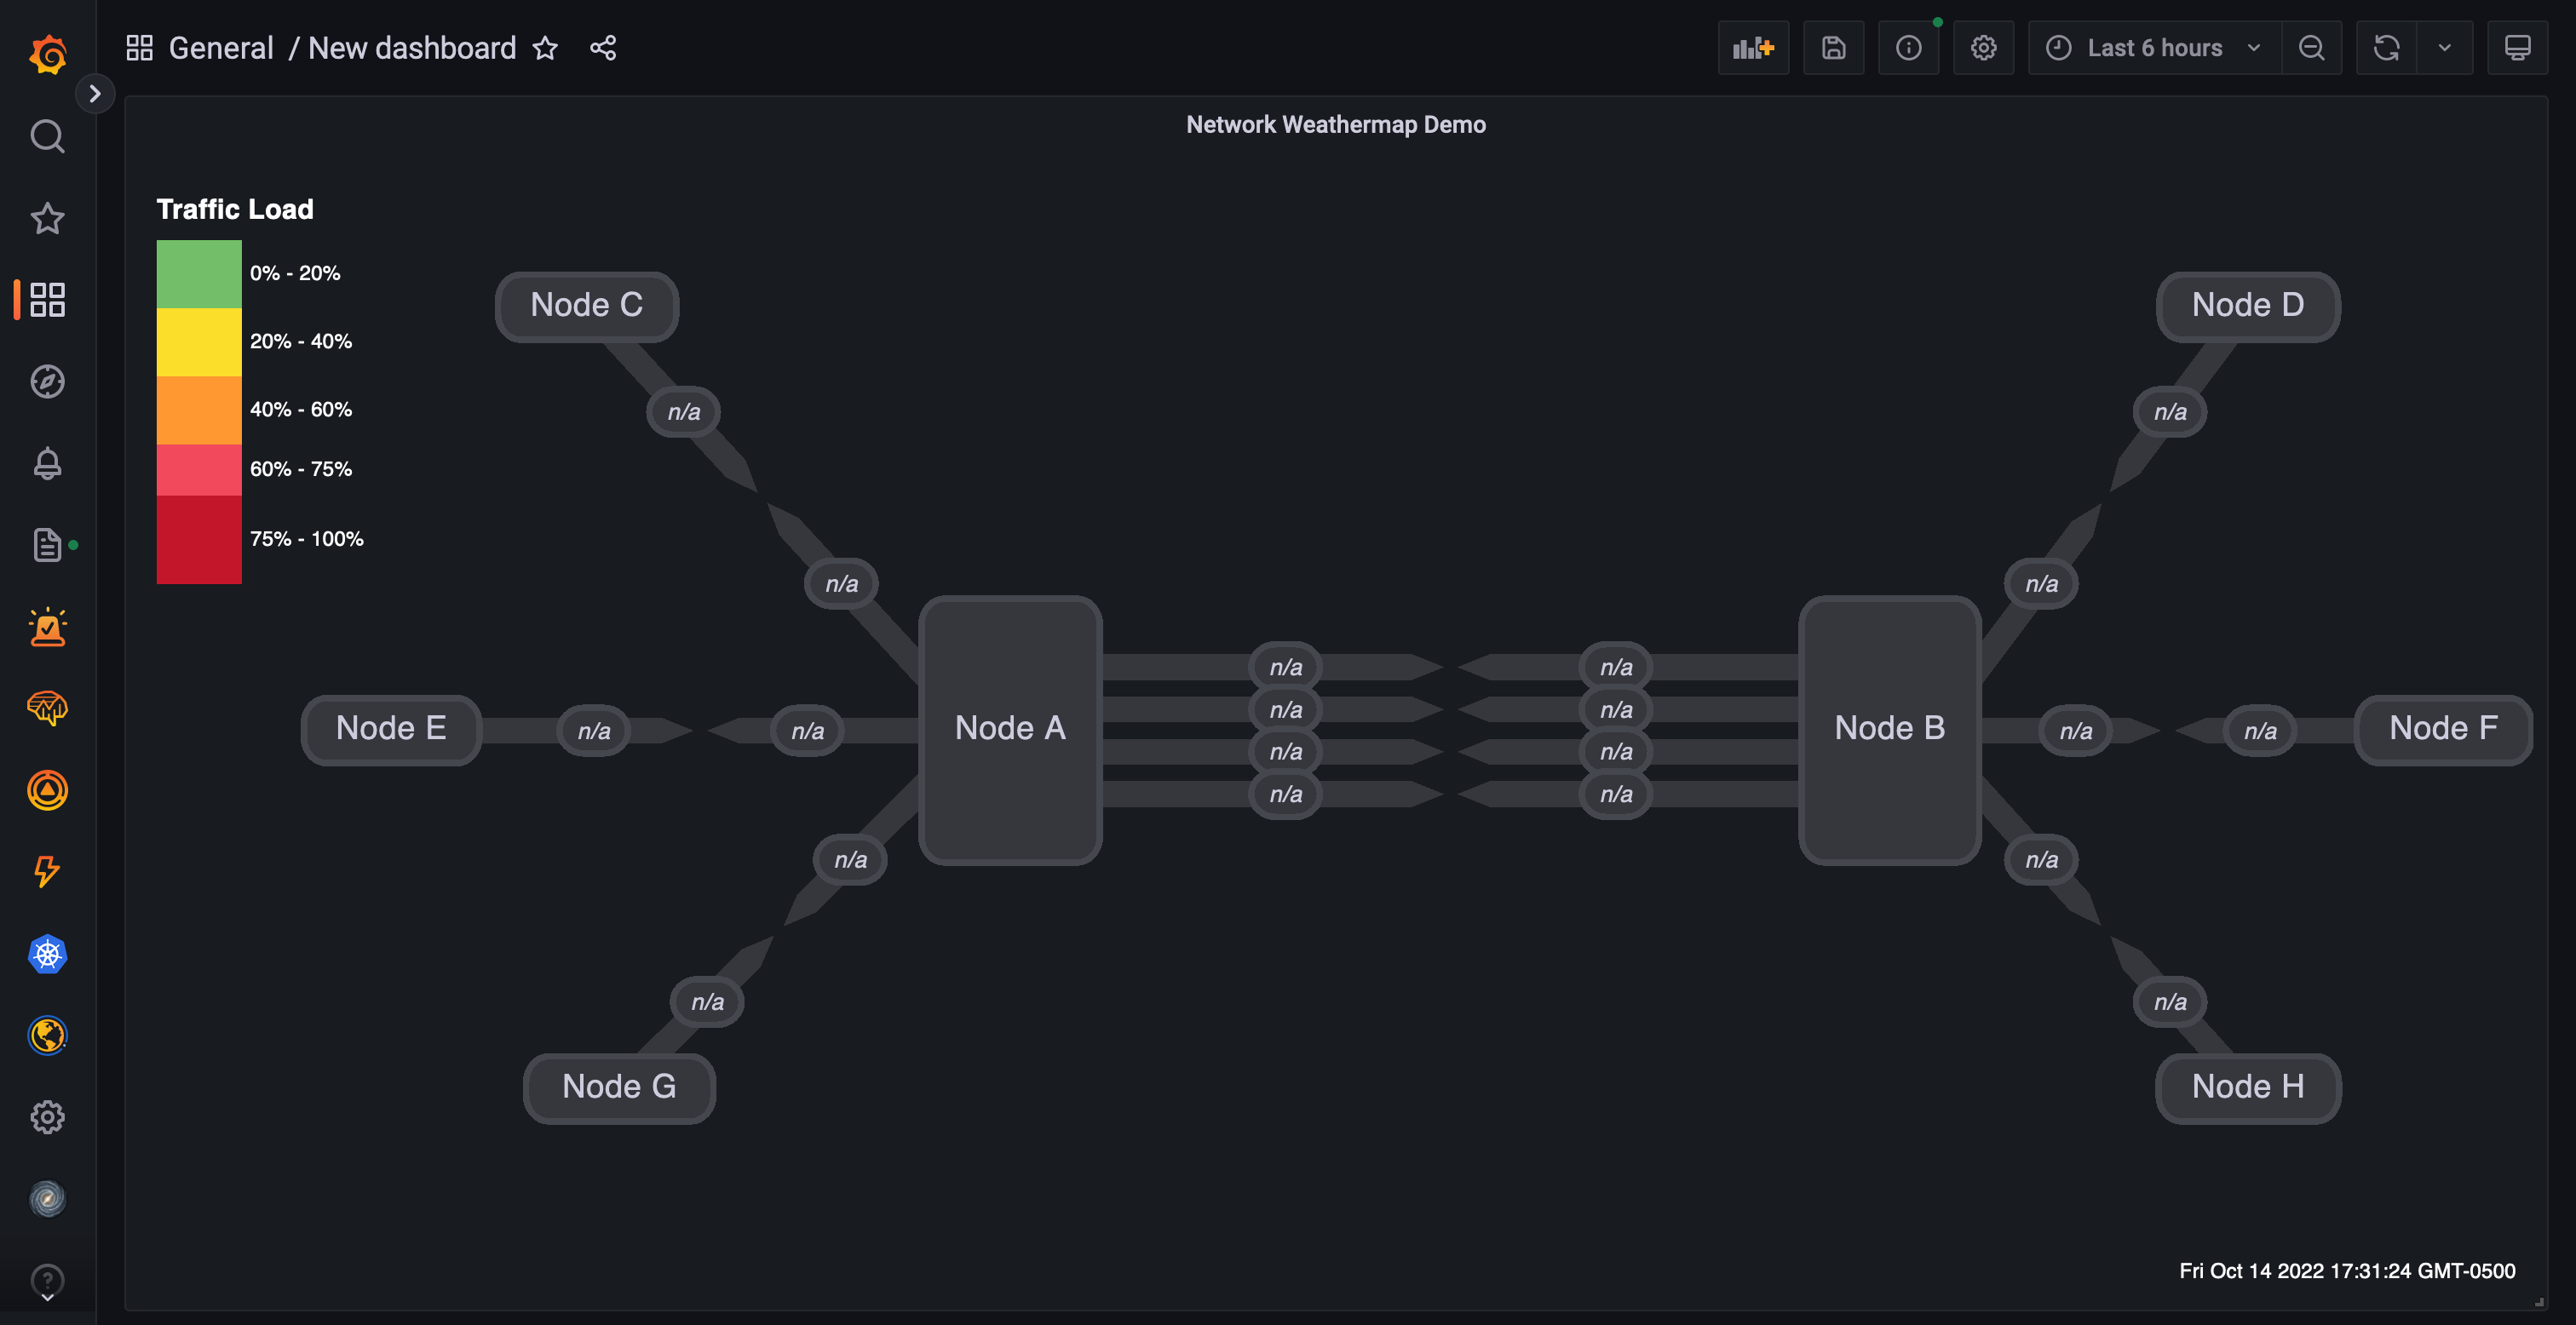 General / New dashboard
Last 6 hours
Network Weathermap Demo
Traffic Load
0% - 20%
20% - 40%
40% - 60%
60% - 75%
75% - 100%
Node C
Node D
n/a
n/a
n/a
n/a
n/a
n/a
n/a
n/a
Node E
n/a
n/a
Node A
n/a
n/a
n/a
n/a
Node B
n/a
n/a
Node F
n/a
n/a
n/a
n/a
Node G
Node H
Fri Oct 14 2022 17:31:24 GMT-0500